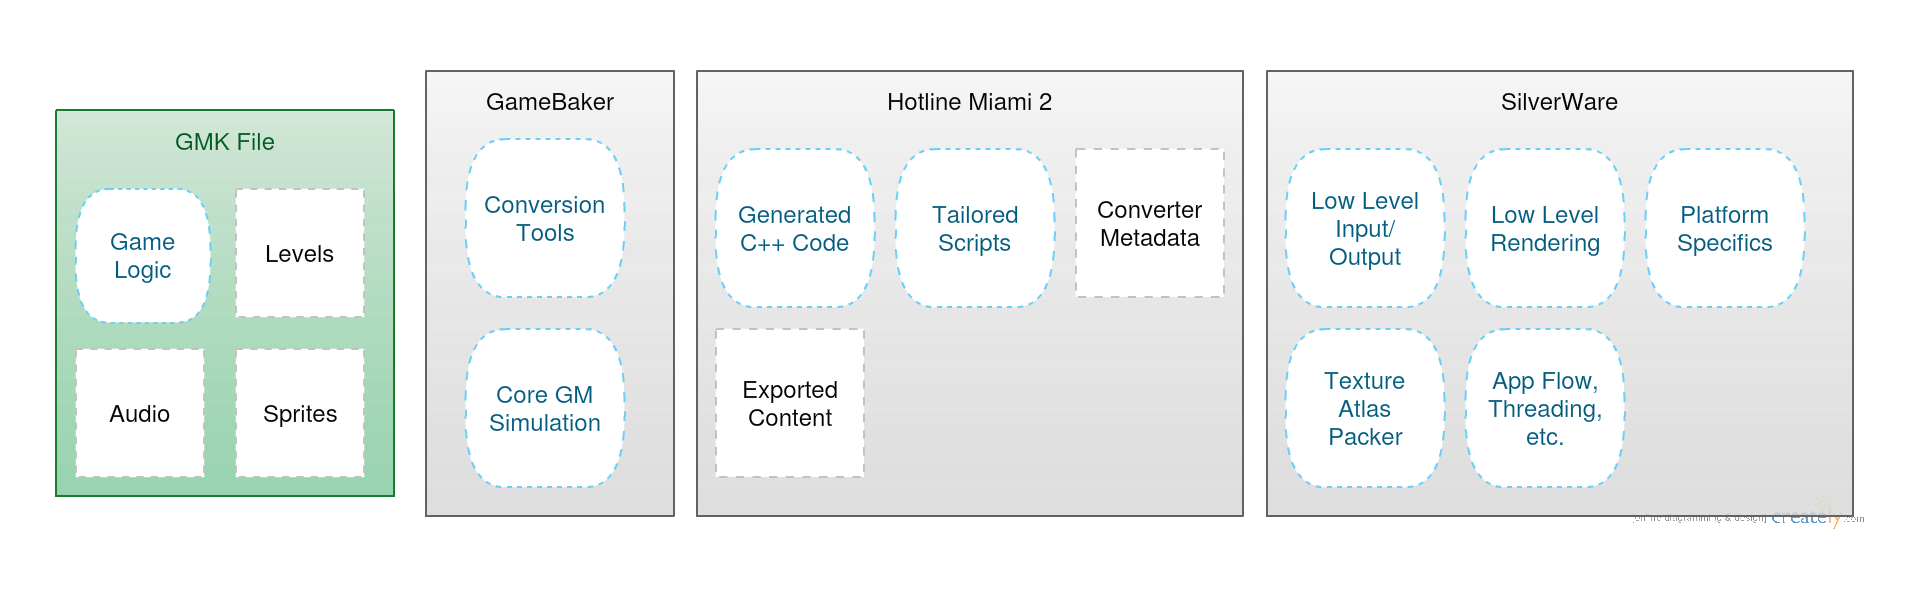 GMK File
Game
Logic
Levels
Audio
Sprites
GameBaker
Conversion
Tools
Core GM
Simulation
Hotline Miami 2
Generated
C++ Code
Tailored
Scripts
Converter
Metadata
Exported
Content
SilverWare
Low Level
Input/
Output
Low Level
Rendering
Platform
Specifics
Texture
Atlas
Packer
App Flow,
Threading,
etc.
creately.com